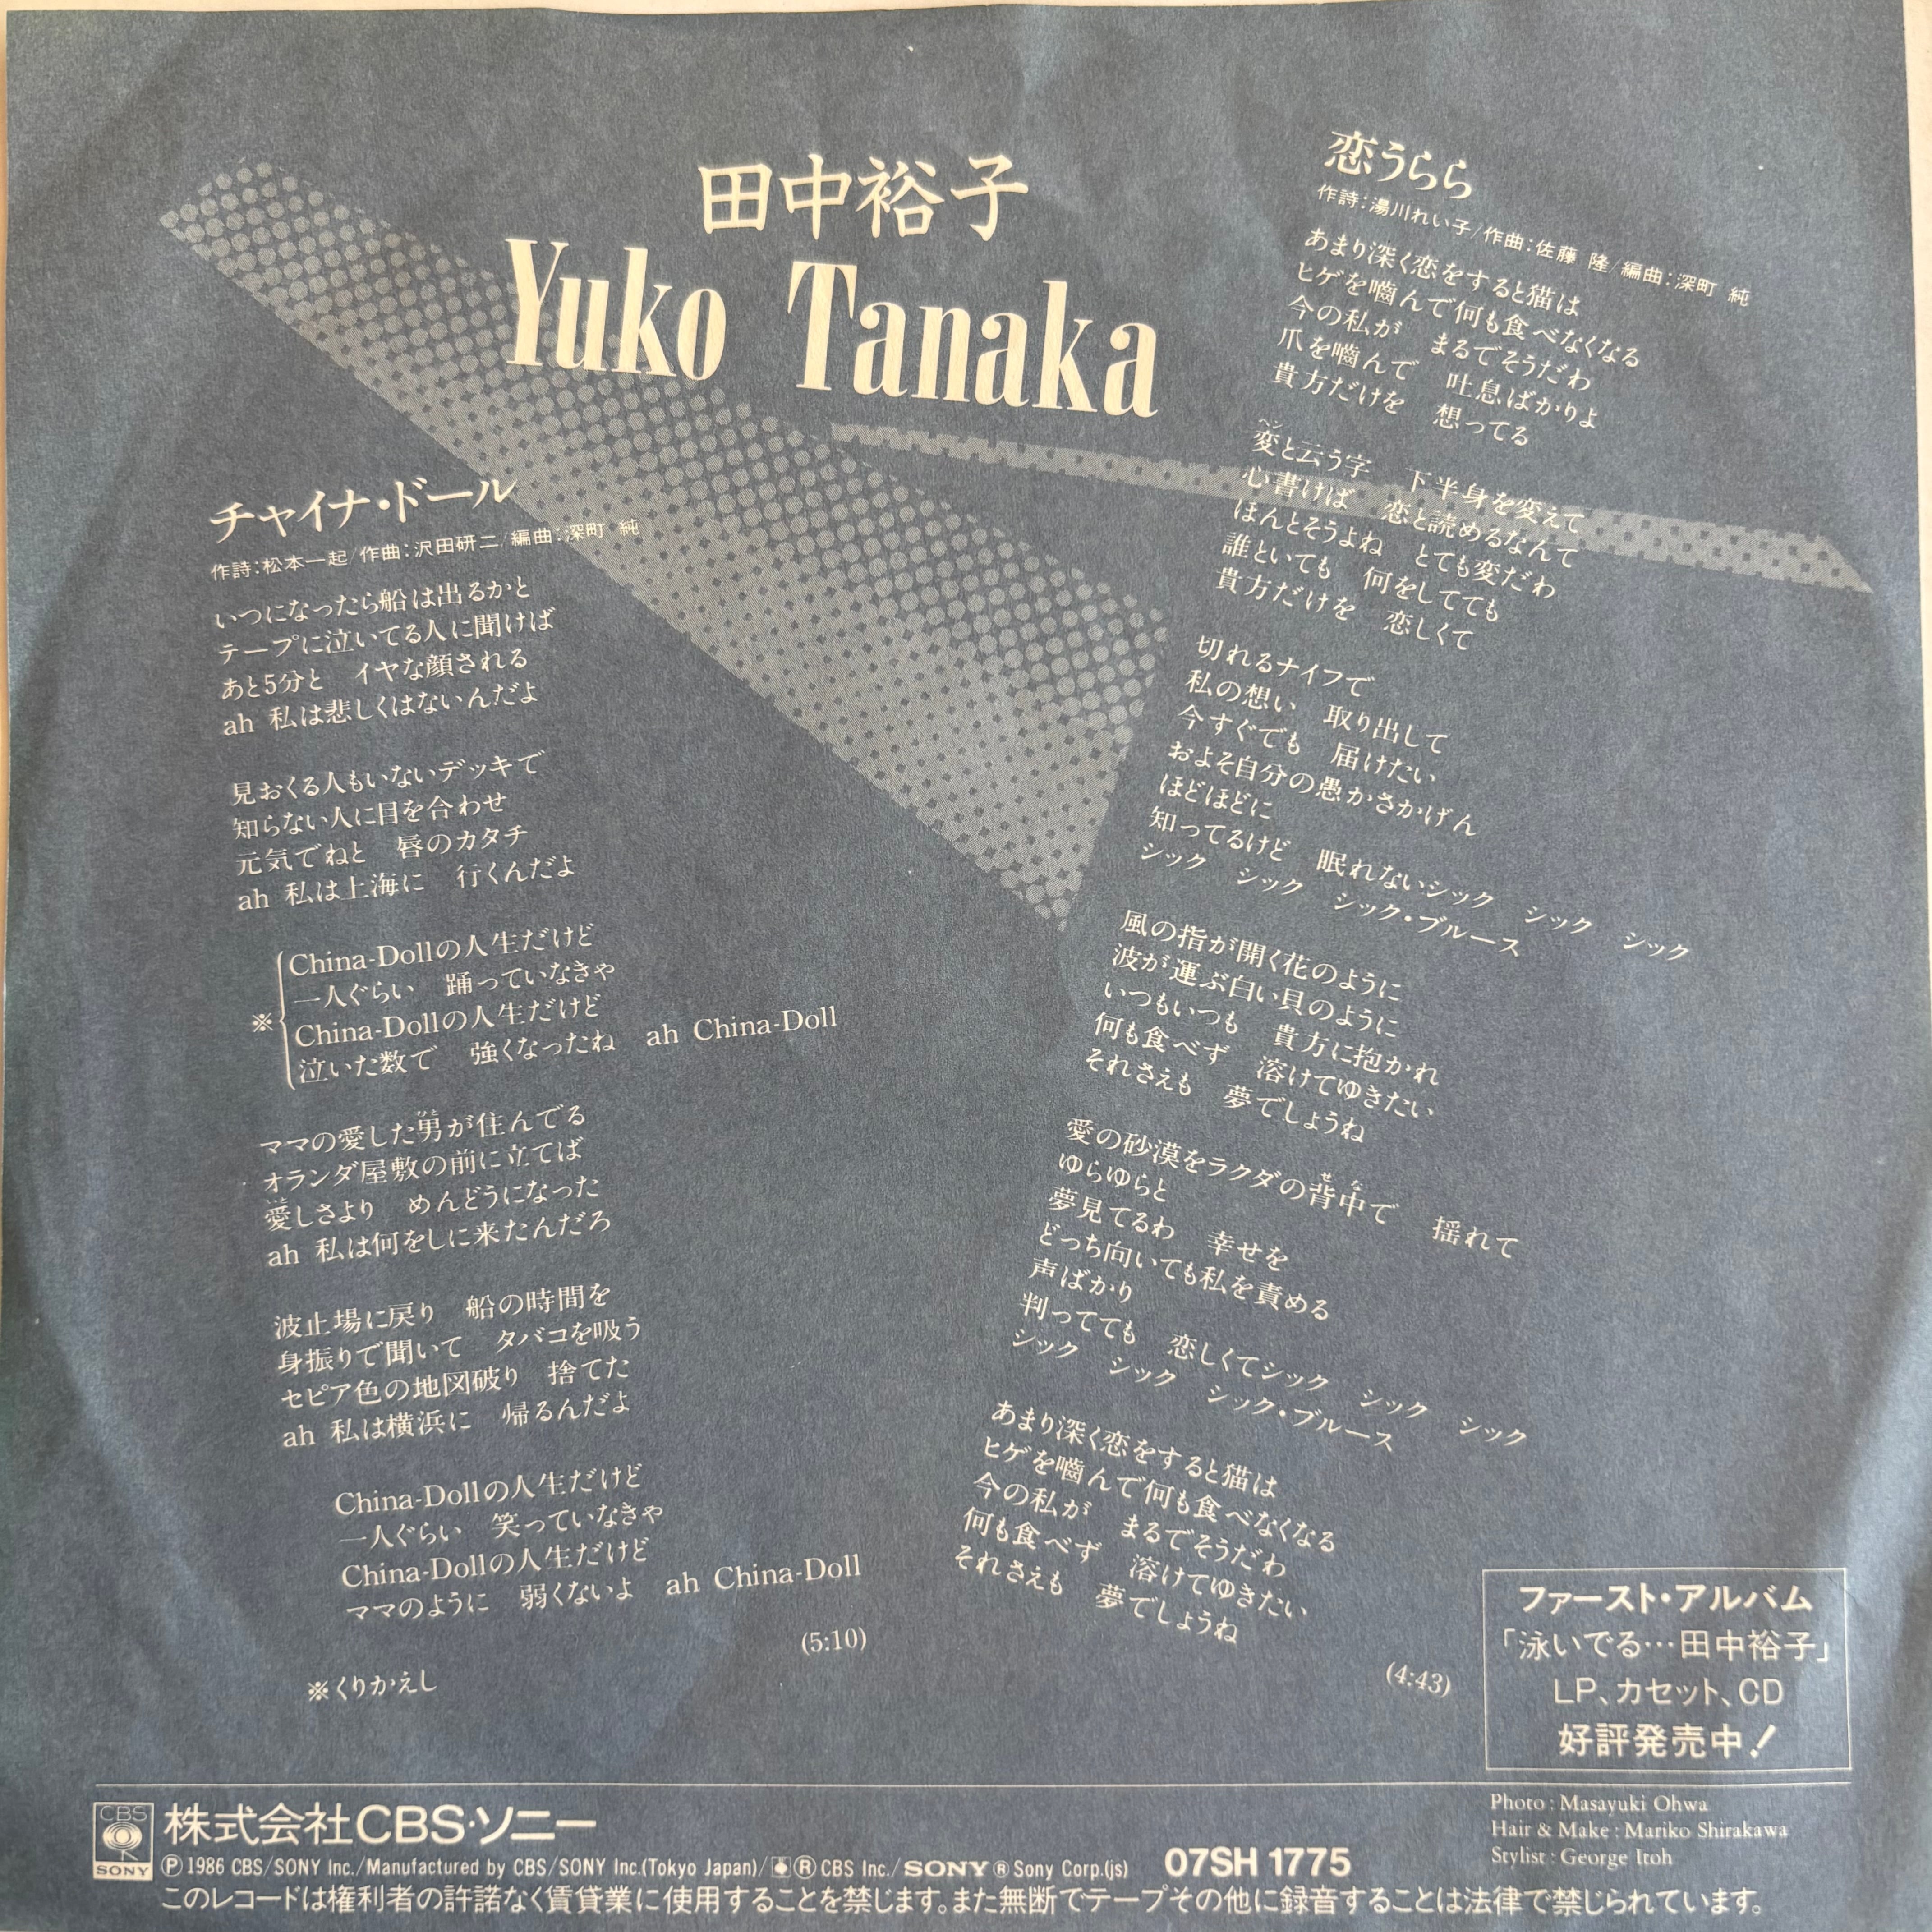 田中裕子
Yuko Tanaka
チャイナ・ドール
作詩：松本一起/作曲：沢田研二/編曲：深町 純
いつになったら船は出るかと
テープに泣いてる人に聞けば
あと5分と　イヤな顔される
ah 私は悲しくはないんだよ
見おくる人もいないデッキで
知らない人に目を合わせ
元気でねと　唇のカタチ
ah 私は上海に　行くんだよ
China-Dollの人生だけど
一人ぐらい　踊っていなきゃ
※
China-Dollの人生だけど
泣いた数で　強くなったね　ah China-Doll
ママの愛した男が住んでる
オランダ屋敷の前に立てば
愛しさより　めんどうになった
ah 私は何をしに来たんだろ
波止場に戻り　船の時間を
身振りで聞いて　タバコを吸う
セピア色の地図破り　捨てた
ah 私は横浜に　帰るんだよ
China-Dollの人生だけど
一人ぐらい　笑っていなきゃ
China-Dollの人生だけど
ママのように　弱くないよ　ah China-Doll
(5:10)
※くりかえし
恋うらら
作詩：湯川れい子/作曲：佐藤 隆/編曲：深町 純
あまり深く恋をすると猫は
ヒゲを嚙んで何も食べなくなる
今の私が　まるでそうだわ
爪を嚙んで　吐息ばかりよ
貴方だけを　想ってる
ヘン
変と云う字　下半身を変えて
心書けば　恋と読めるなんて
ほんとそうよね　とても変だわ
誰といても　何をしてても
貴方だけを　恋しくて
切れるナイフで
私の想い　取り出して
今すぐでも　届けたい
およそ自分の愚かさかげん
ほどほどに
知ってるけど　眠れないシック　シック　シック
シック　シック　シック・ブルース
風の指が開く花のように
波が運ぶ白い貝のように
いつもいつも　貴方に抱かれ
何も食べず　溶けてゆきたい
それさえも　夢でしょうね
せな
愛の砂漠をラクダの背中で　揺れて
ゆらゆらと
夢見てるわ　幸せを
どっち向いても私を責める
声ばかり
判ってても　恋しくてシック　シック　シック
シック　シック　シック・ブルース
あまり深く恋をすると猫は
ヒゲを嚙んで何も食べなくなる
今の私が　まるでそうだわ
何も食べず　溶けてゆきたい
それさえも　夢でしょうね
(4:43)
ファースト・アルバム
「泳いでる…田中裕子」
LP、カセット、CD
好評発売中！
CBS
SONY
株式会社CBS・ソニー
Ⓟ1986 CBS/SONY Inc./Manufactured by CBS/SONY Inc.(Tokyo Japan)/®CBS Inc./SONY ® Sony Corp.(js)
07SH 1775
Photo : Masayuki Ohwa
Hair & Make : Mariko Shirakawa
Stylist : George Itoh
このレコードは権利者の許諾なく賃貸業に使用することを禁じます。また無断でテープその他に録音することは法律で禁じられています。